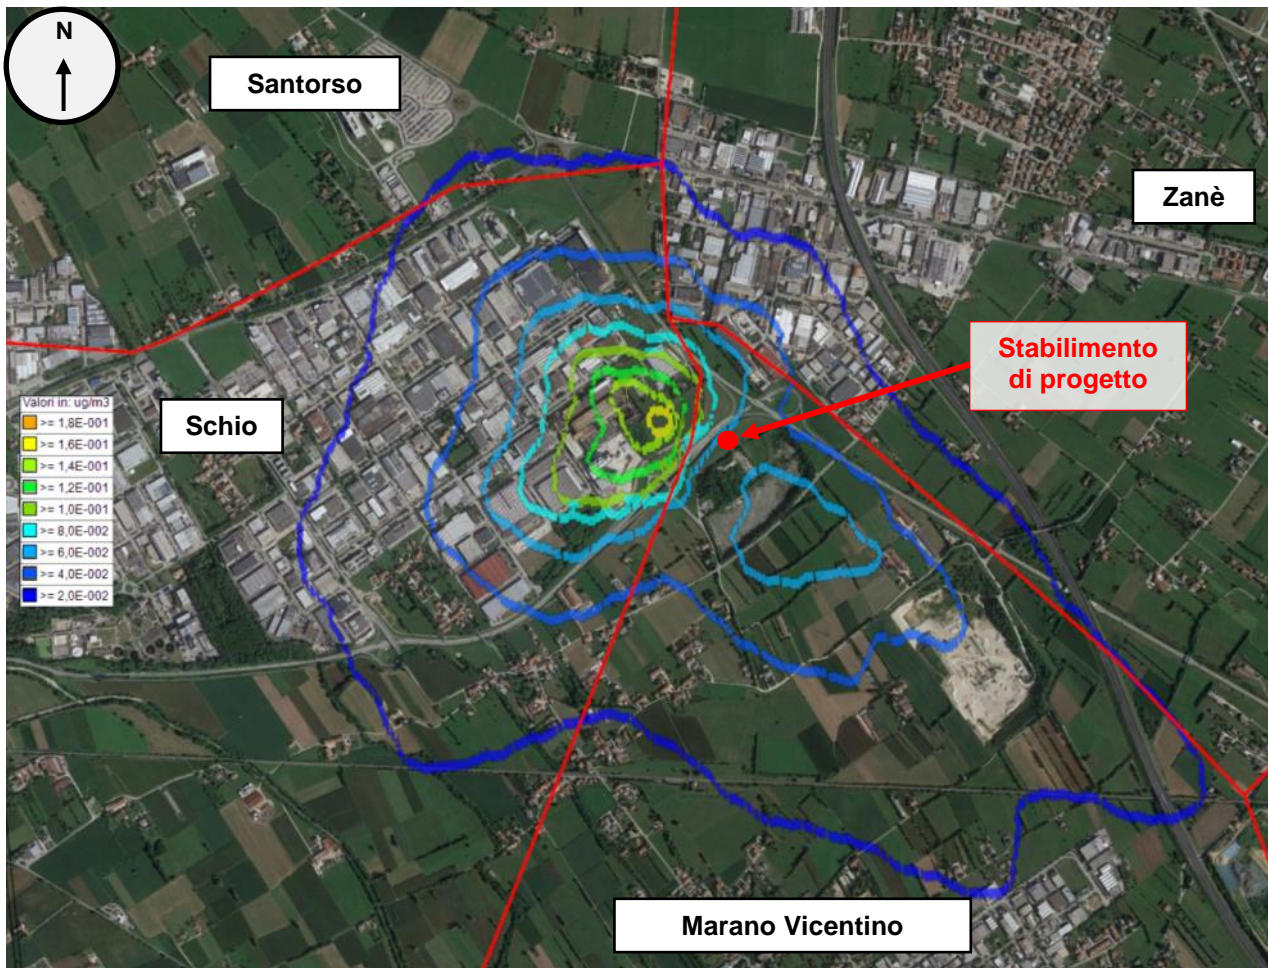 N
Santorso
Zanè
Stabilimento
di progetto
Schio
Valori in: ug/m3
>= 1,8E-001
>= 1,6E-001
>= 1,4E-001
>= 1,2E-001
>= 1,0E-001
>= 8,0E-002
>= 6,0E-002
>= 4,0E-002
>= 2,0E-002
Marano Vicentino